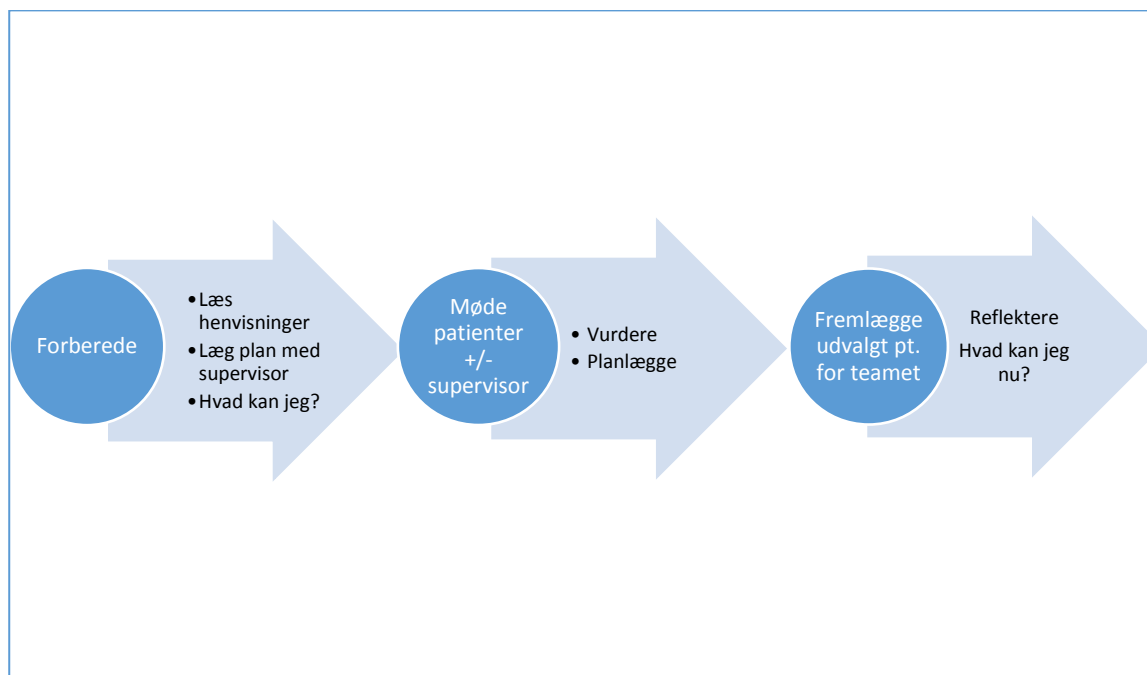 Forberede
•Læs
henvisninger
•Læg plan med
supervisor
•Hvad kan jeg?
Møde
patienter
+/-
supervisor
• Vurdere
• Planlægge
Fremlægge
udvalgt pt.
for teamet
Reflektere
Hvad kan jeg
nu?